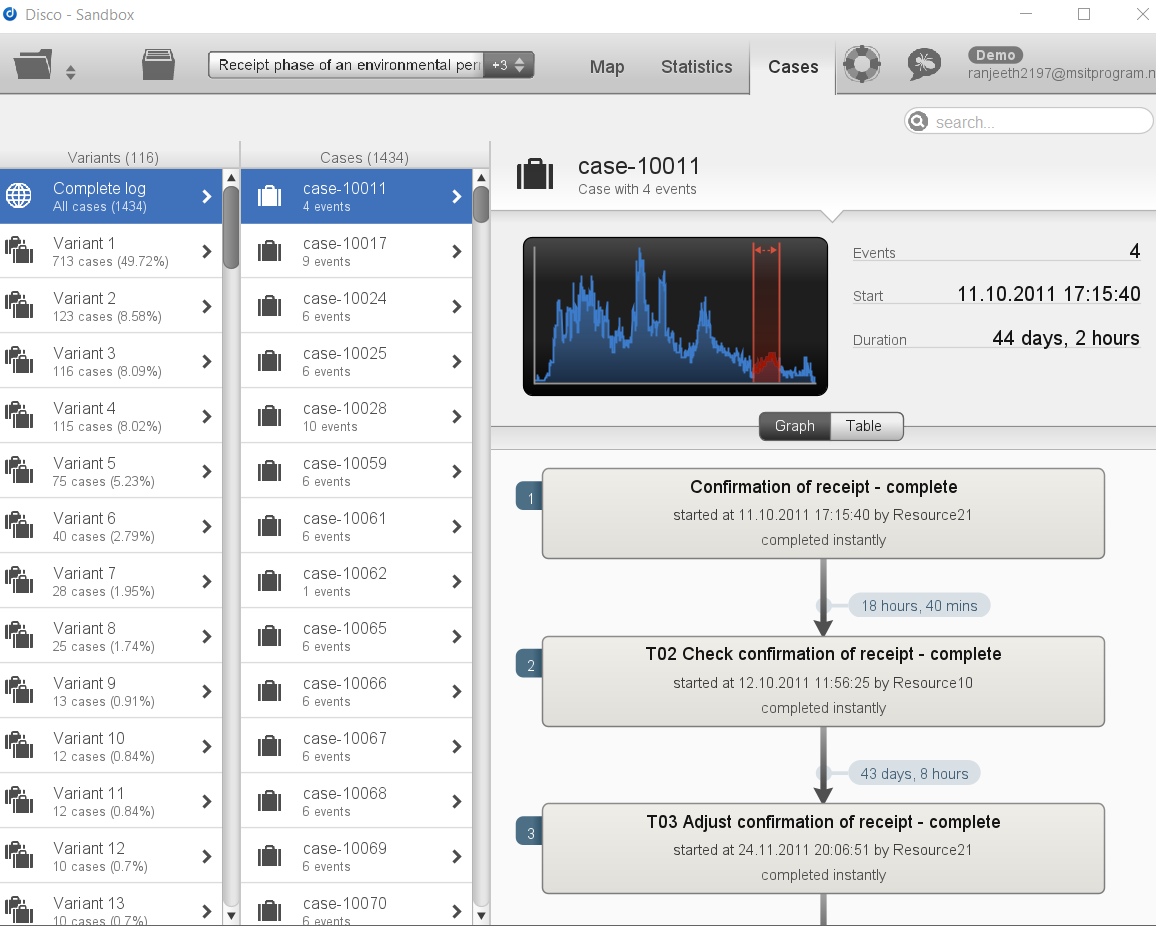 Disco - Sandbox
Receipt phase of an environmental per
+3
Map
Statistics
Cases
Demo
ranjeeth2197@msitprogram.n
search...
Variants (116)
Complete log
All cases (1434)
Variant 1
713 cases (49.72%)
Variant 2
123 cases (8.58%)
Variant 3
116 cases (8.09%)
Variant 4
115 cases (8.02%)
Variant 5
75 cases (5.23%)
Variant 6
40 cases (2.79%)
Variant 7
28 cases (1.95%)
Variant 8
25 cases (1.74%)
Variant 9
13 cases (0.91%)
Variant 10
12 cases (0.84%)
Variant 11
12 cases (0.84%)
Variant 12
10 cases (0.7%)
Variant 13
10 cases (0.7%)
Cases (1434)
case-10011
4 events
case-10017
9 events
case-10024
6 events
case-10025
6 events
case-10028
10 events
case-10059
6 events
case-10061
6 events
case-10062
1 events
case-10065
6 events
case-10066
6 events
case-10067
6 events
case-10068
6 events
case-10069
6 events
case-10070
6 events
case-10011
Case with 4 events
Events 4
Start 11.10.2011 17:15:40
Duration 44 days, 2 hours
Graph
Table
1
Confirmation of receipt - complete
started at 11.10.2011 17:15:40 by Resource21
completed instantly
18 hours, 40 mins
2
T02 Check confirmation of receipt - complete
started at 12.10.2011 11:56:25 by Resource10
completed instantly
43 days, 8 hours
3
T03 Adjust confirmation of receipt - complete
started at 24.11.2011 20:06:51 by Resource21
completed instantly